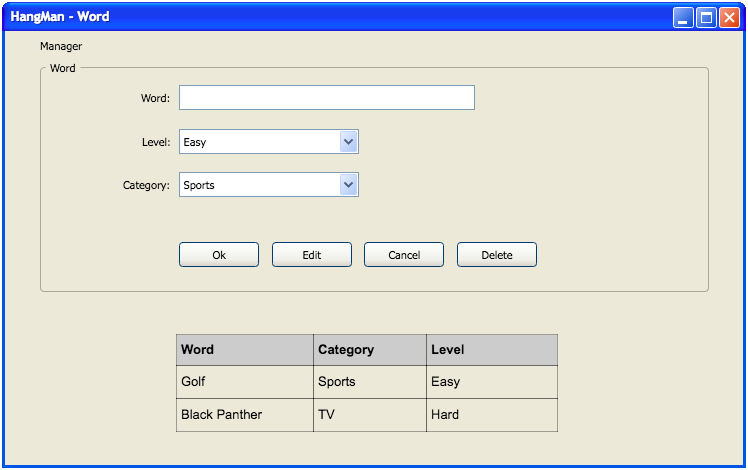 HangMan - Word
Manager
Word
Word:
Level: Easy
Category: Sports
Ok Edit Cancel Delete
Word Category Level
Golf Sports Easy
Black Panther TV Hard